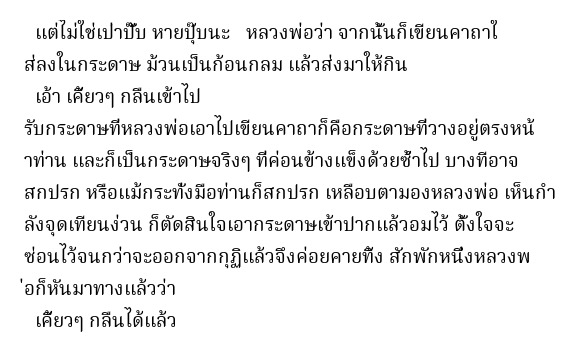 แต่ไม่ใช่เปาปั๊บ หายปุ๊บนะ หลวงพ่อว่า จากนั้นก็เขียนคาถาใ
ส่ลงในกระดาษ ม้วนเป็นก้อนกลม แล้วส่งมาให้กิน
เอ้า เคี้ยวๆ กลืนเข้าไป
รับกระดาษที่หลวงพ่อเอาไปเขียนคาถาก็คือกระดาษที่วางอยู่ตรงหน้
าท่าน และก็เป็นกระดาษจริงๆ ที่ค่อนข้างแข็งด้วยซ้ำไป บางทีอาจ
สกปรก หรือแม้กระทั่งมือท่านก็สกปรก เหลือบตามองหลวงพ่อ เห็นกำ
ลังจุดเทียนง่วน ก็ตัดสินใจเอากระดาษเข้าปากแล้วอมไว้ ตั้งใจจะ
ซ่อนไว้จนกว่าจะออกจากกุฏิแล้วจึงค่อยคายทิ้ง สักพักหนึ่งหลวงพ
่อก็หันมาทางแล้วว่า
เคี้ยวๆ กลืนได้แล้ว